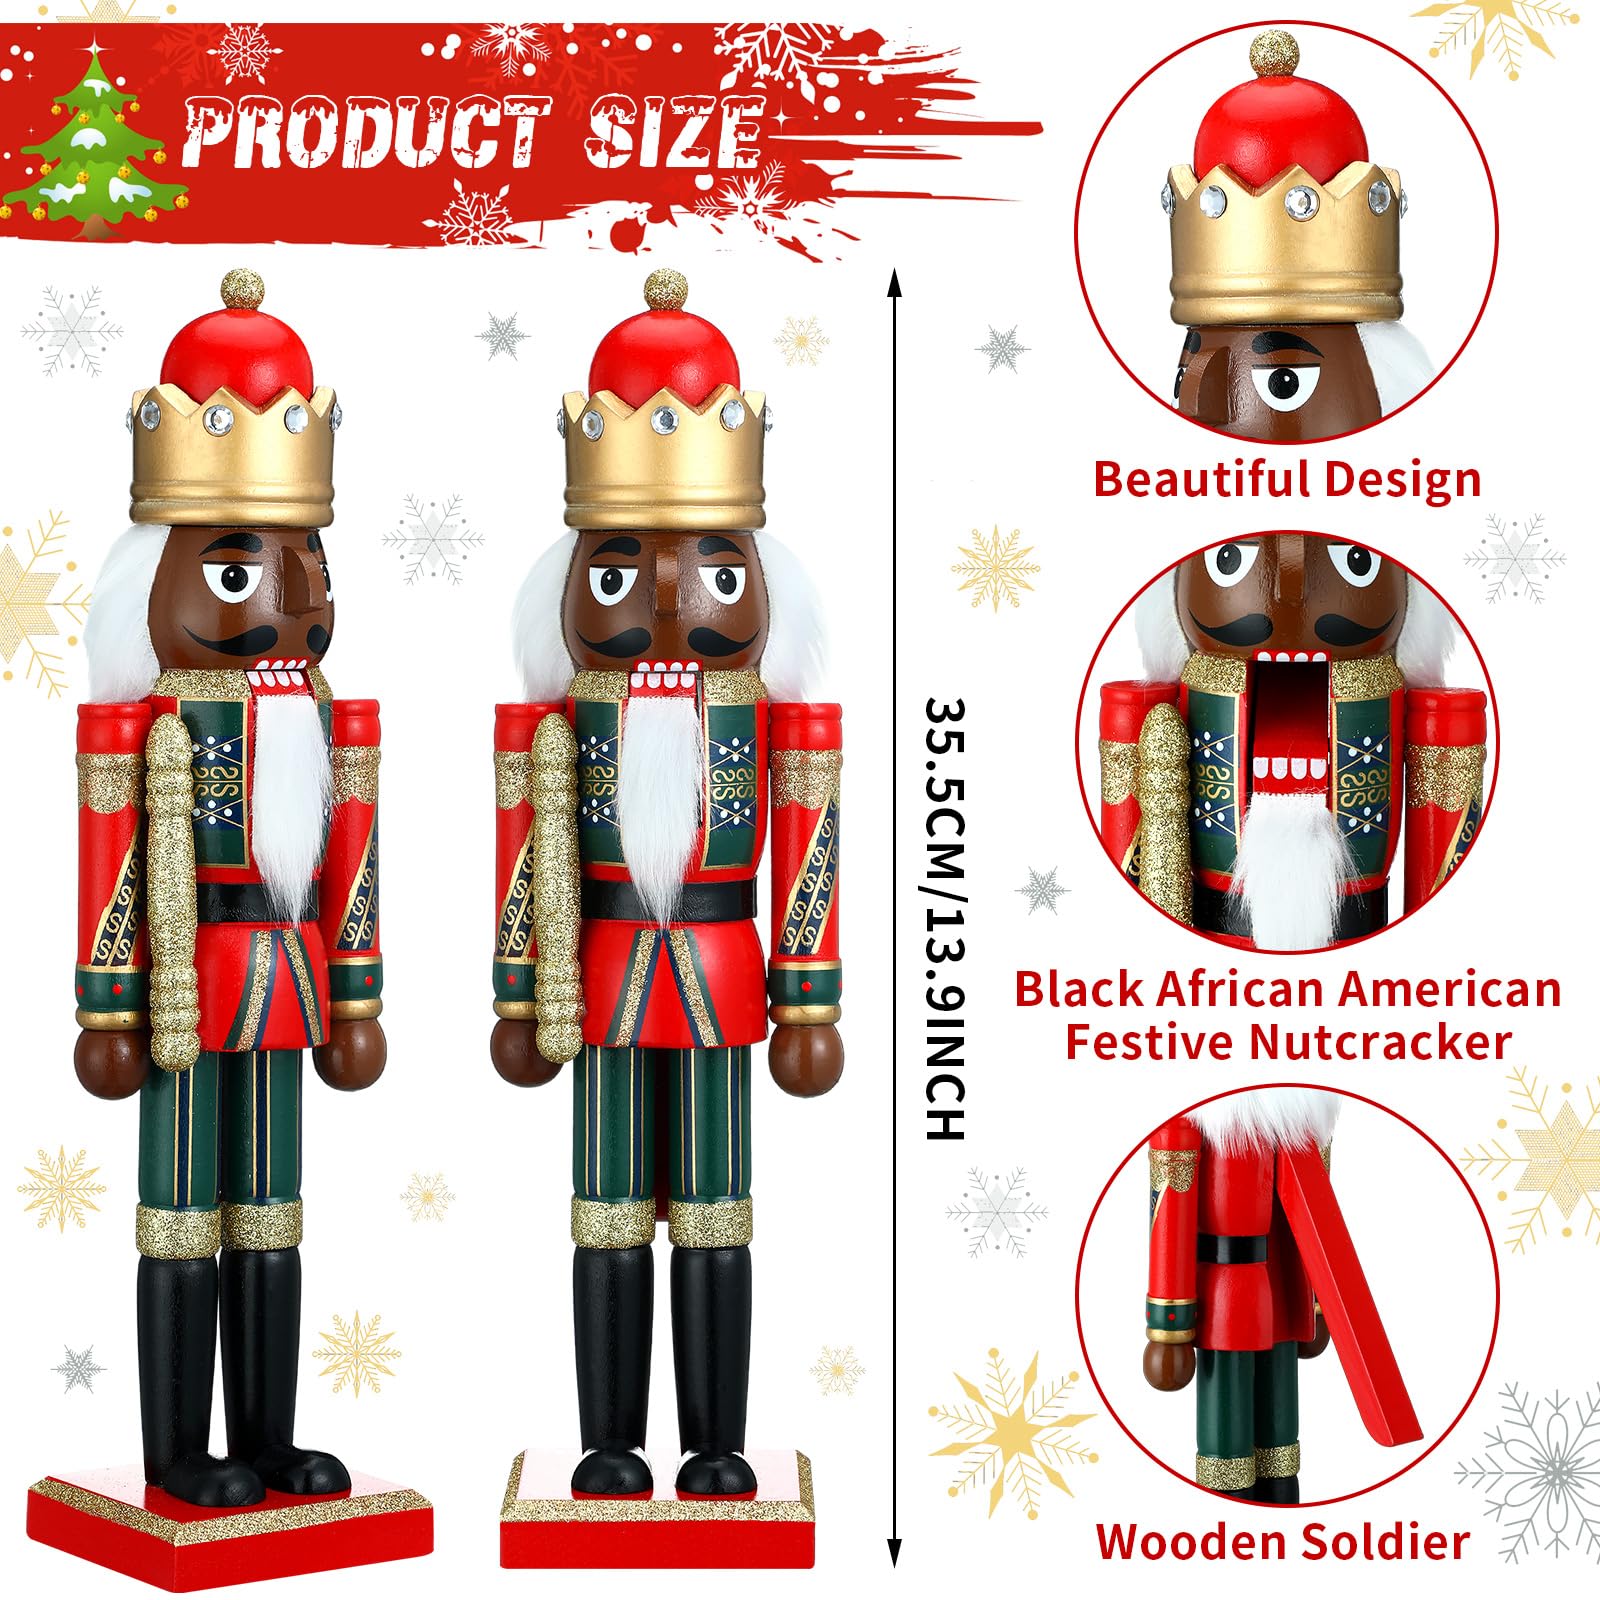 PRODUCT SIZE
Beautiful Design
35.5CM/13.9INCH
Black African American
Festive Nutcracker
Wooden Soldier